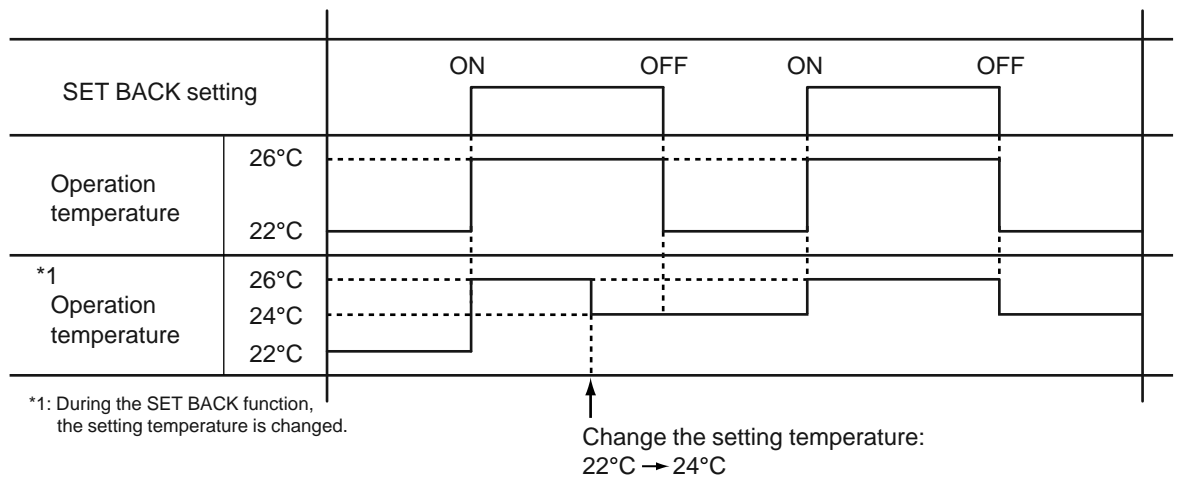 ON OFF ON OFF
SET BACK setting
26°C
Operation
temperature
22°C
*1
26°C
Operation
24°C
temperature
22°C
*1: During the SET BACK function,
the setting temperature is changed.
Change the setting temperature:
22°C → 24°C